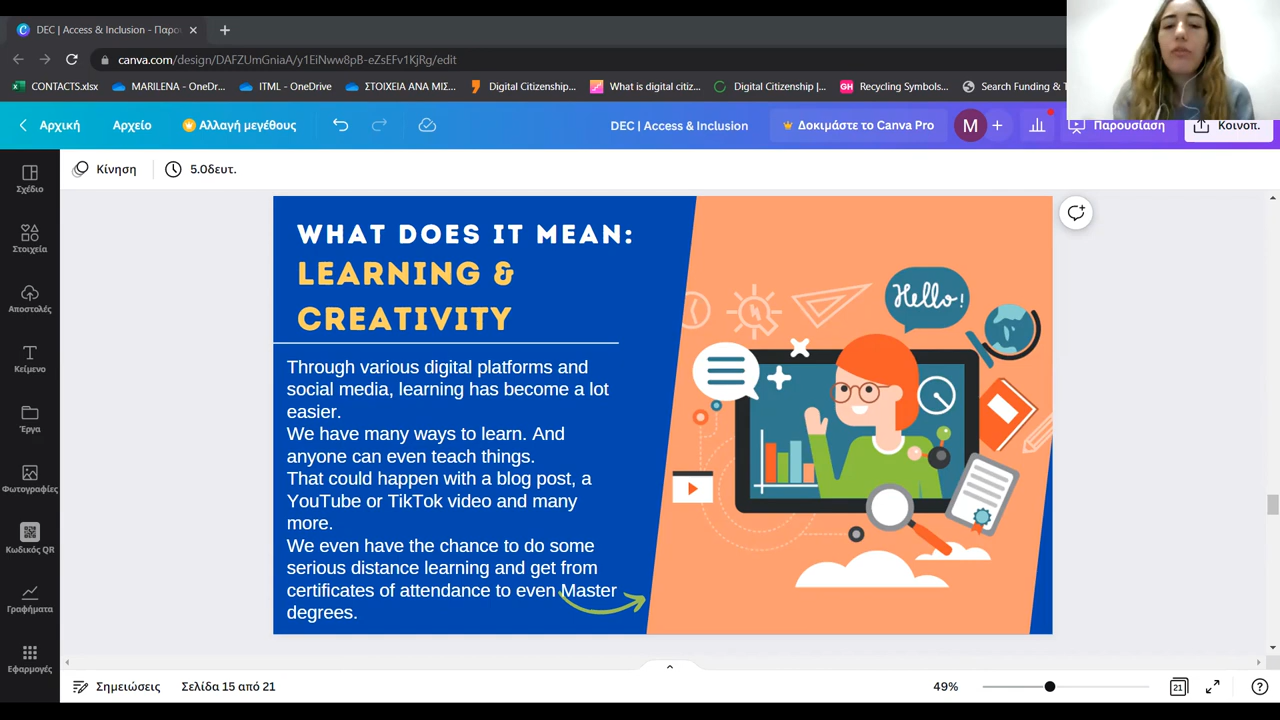 DEC | Access & Inclusion - Παρου
canva.com/design/DAFZUmGniaA/y1EiNww8pB-eZsEFv1KjRg/edit
CONTACTS.xlsx
MARILENA - OneDr...
ITML - OneDrive
ΣΤΟΙΧΕΙΑ ΑΝΑ ΜΙΣ...
Digital Citizenship...
What is digital citiz...
Digital Citizenship |...
GH Recycling Symbols...
Search Funding & T
Αρχική
Αρχείο
Αλλαγή μεγέθους
DEC | Access & Inclusion
Δοκιμάστε το Canva Pro
M
Παρουσίαση
Κοινοπ.
Κίνηση
5.0δευτ.
Σχέδιο
Στοιχεία
Αποστολές
Κείμενο
Έργα
Φωτογραφίες
Κωδικός QR
Γραφήματα
Εφαρμογές
WHAT DOES IT MEAN:
LEARNING &
CREATIVITY
Through various digital platforms and
social media, learning has become a lot
easier.
We have many ways to learn. And
anyone can even teach things.
That could happen with a blog post, a
YouTube or TikTok video and many
more.
We even have the chance to do some
serious distance learning and get from
certificates of attendance to even Master
degrees.
Hello!
Σημειώσεις
Σελίδα 15 από 21
49%
21